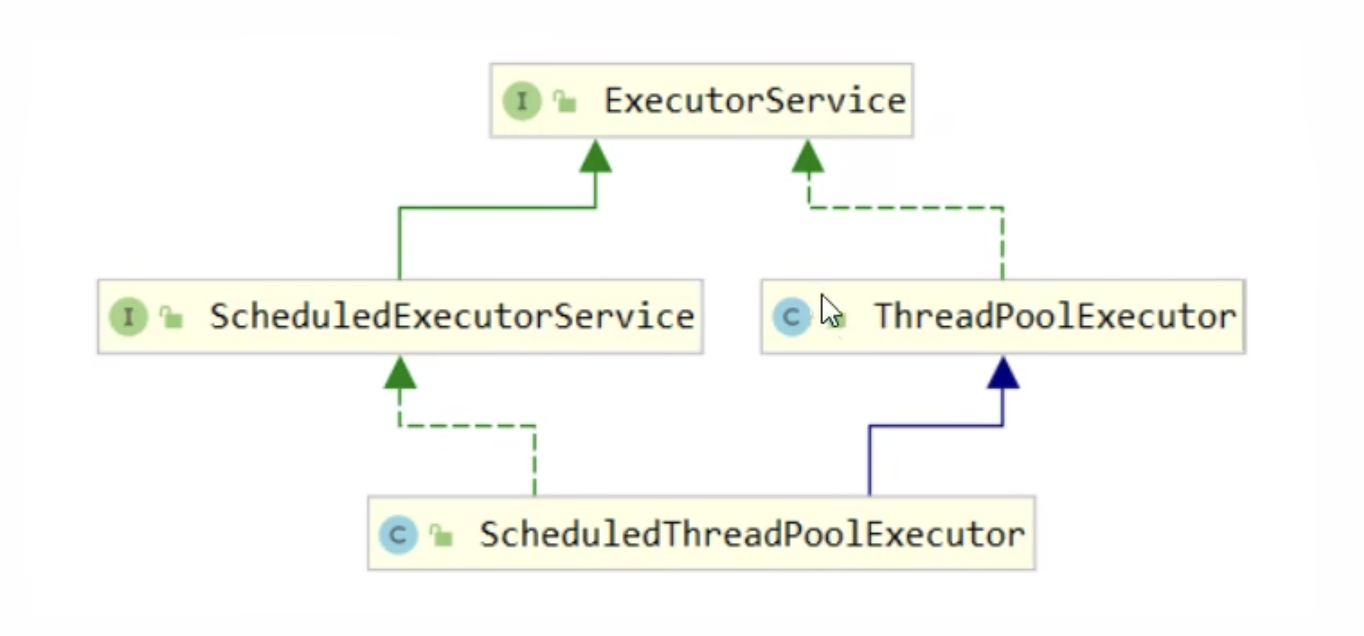 I ExecutorService
I ScheduledExecutorService
C ThreadPoolExecutor
C ScheduledThreadPoolExecutor